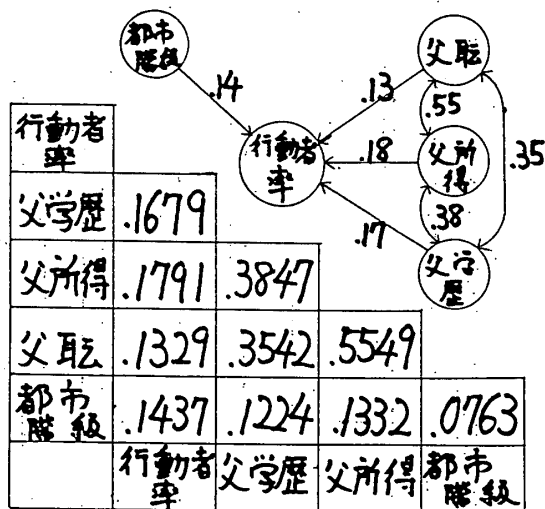 都市
階級
父職
.14
.13
.55
行動者
率
.18
父所
得
.35
.38
.17
父学
歴
行動者
率
父学歴 .1679
父所得 .1791 .3847
父職 .1329 .3542 .5549
都市
階級 .1437 .1224 .1332 .0763
行動者
率 父学歴 父所得 都市
階級